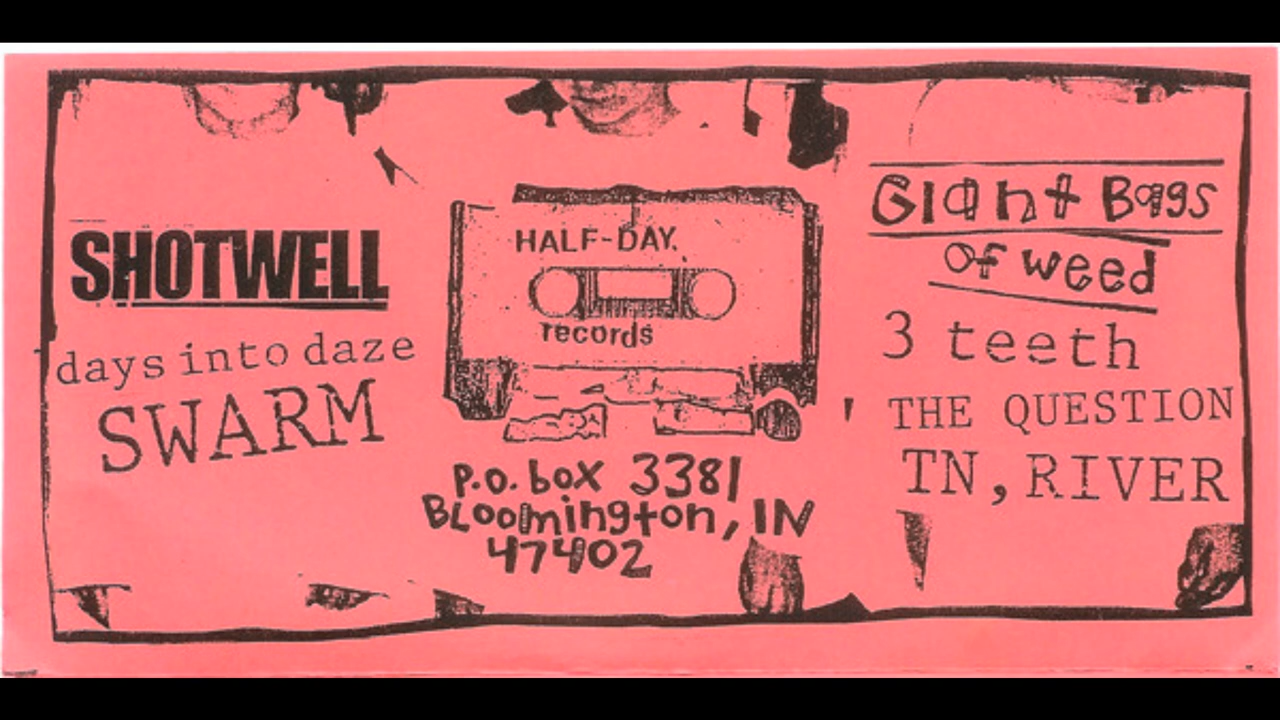 SHOTWELL
days into daze
SWARM
HALF-DAY.
records
P.O. box 3381
Bloomington, IN
47402
Giant Bags
of weed
3 teeth
THE QUESTION
TN, RIVER